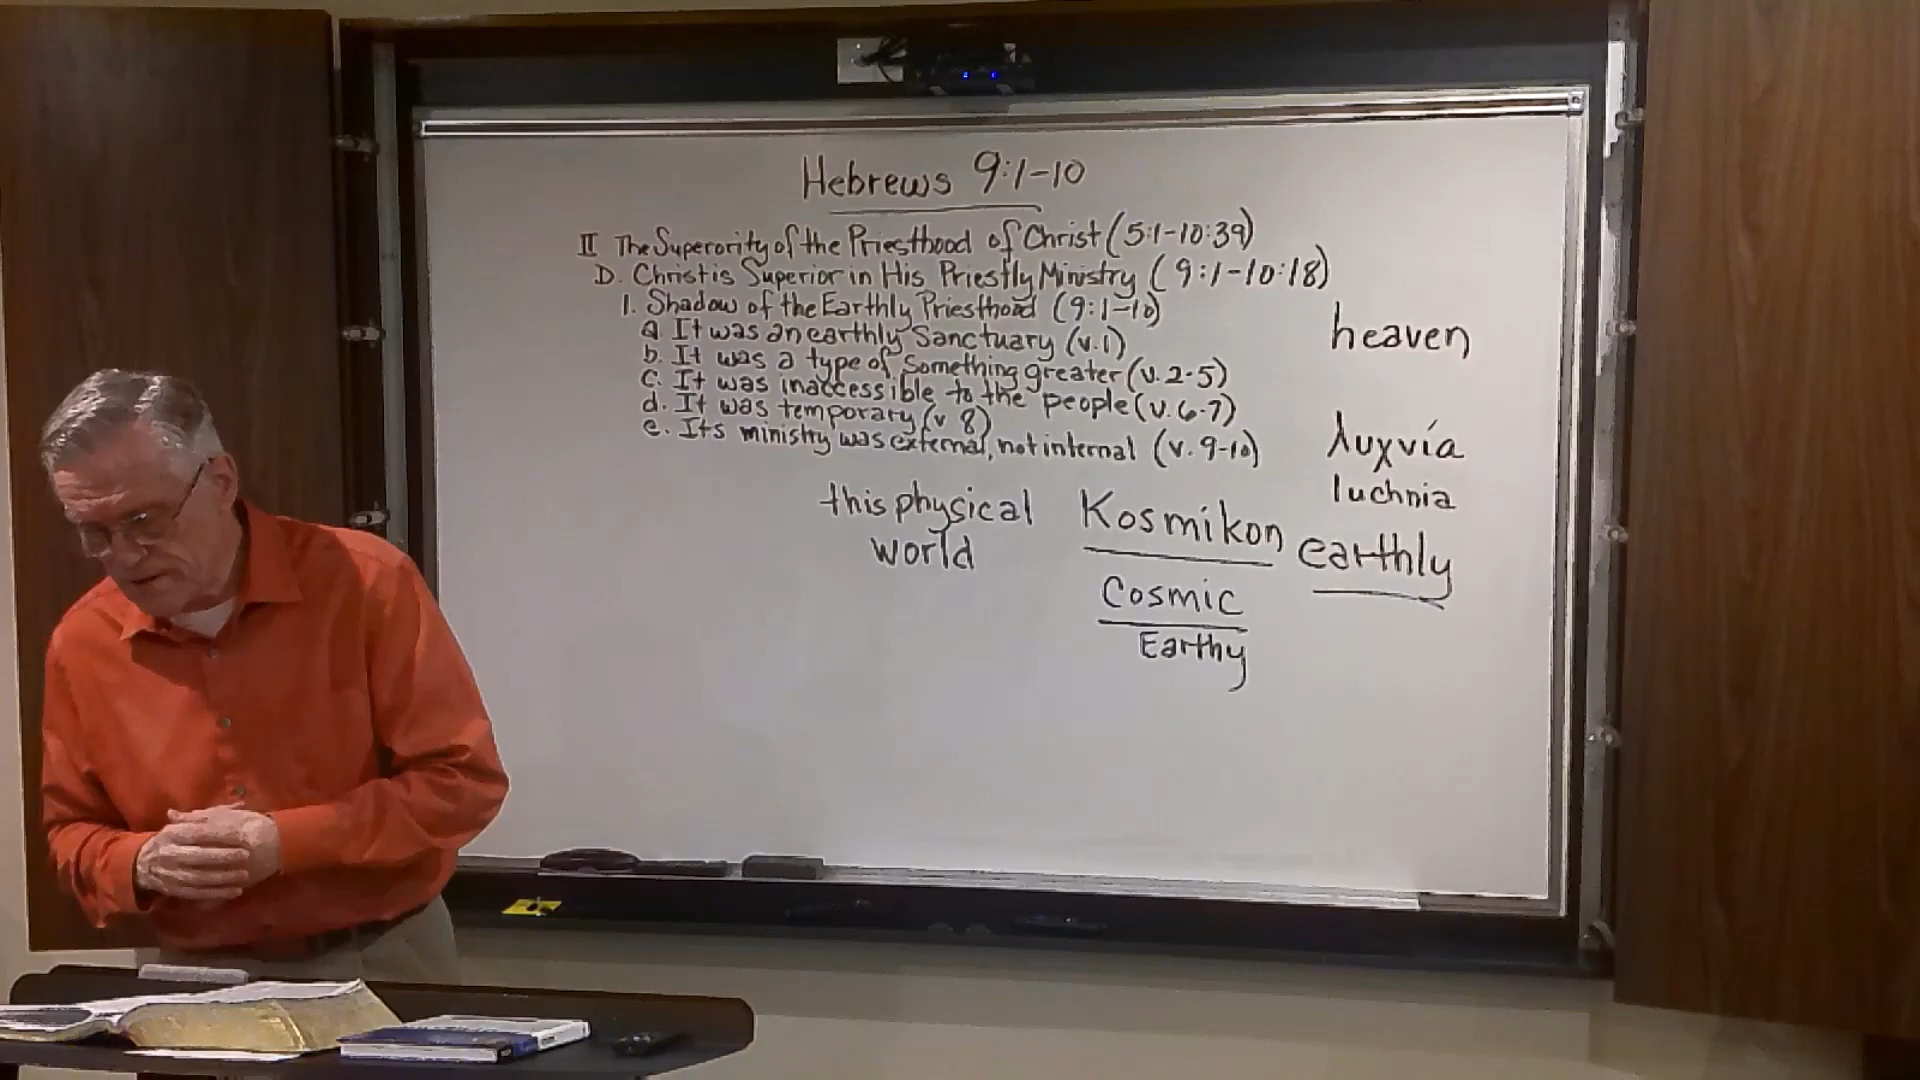 Hebrews 9:1-10
II The Superority of the Priesthood of Christ (5:1-10:39)
D. Christ is Superior in His Priestly Ministry (9:1-10:18)
1. Shadow of the Earthly Priesthood (9:1-10)
a It was an earthly Sanctuary (v.1)
b. It was a type of Something greater (v.2-5)
c. It was inaccessible to the people (v.6-7)
d. It was temporary (v 8)
e. Its ministry was external, not internal (v. 9-10)
heaven
λυχνία
luchnia
this physical
world
Kosmikon
earthly
Cosmic
Earthy